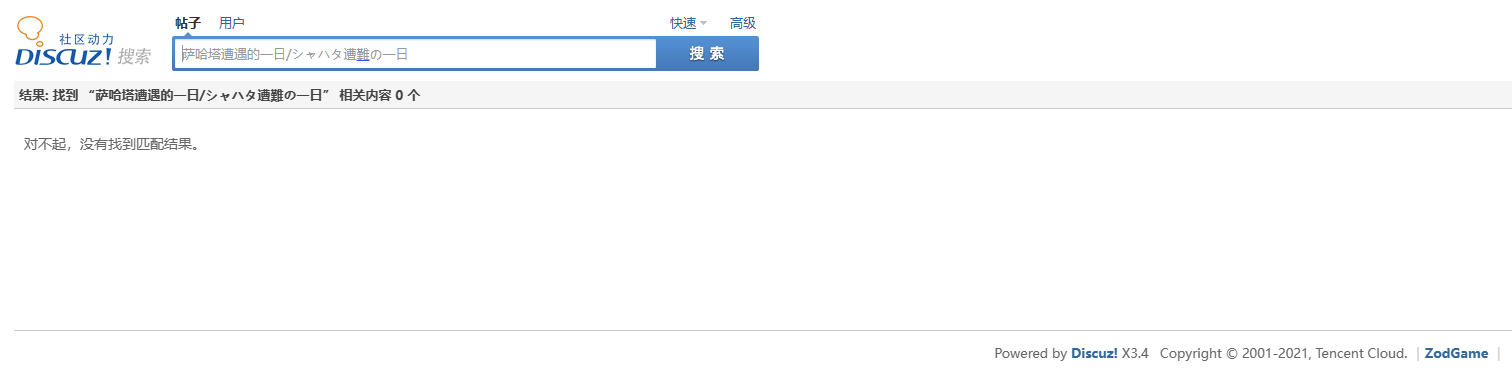 帖子 用户 快速 高级
社区动力
DISCUZ! 搜索
萨哈塔遭遇的一日/シャハタ遭難の一日 搜索
结果: 找到 “萨哈塔遭遇的一日/シャハタ遭難の一日” 相关内容 0 个
对不起，没有找到匹配结果。
Powered by Discuz! X3.4 Copyright © 2001-2021, Tencent Cloud. | ZodGame |